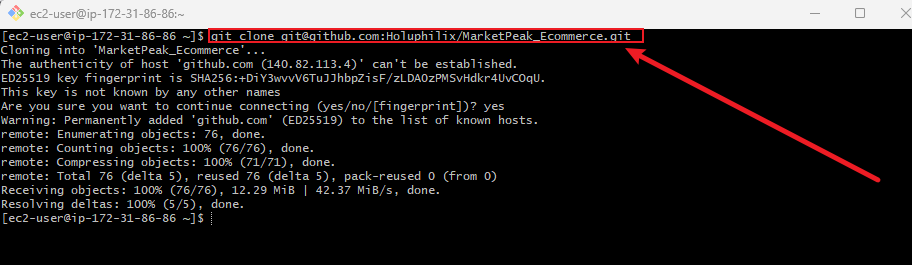 ec2-user@ip-172-31-86-86:~
[ec2-user@ip-172-31-86-86 ~]$ git clone git@github.com:Holuphilix/MarketPeak_Ecommerce.git
Cloning into 'MarketPeak_Ecommerce'...
The authenticity of host 'github.com (140.82.113.4)' can't be established.
ED25519 key fingerprint is SHA256:+DiY3wvvV6TuJJhbpZisF/zLDAOzPMSvHdkr4UvCOqU.
This key is not known by any other names
Are you sure you want to continue connecting (yes/no/[fingerprint])? yes
Warning: Permanently added 'github.com' (ED25519) to the list of known hosts.
remote: Enumerating objects: 76, done.
remote: Counting objects: 100% (76/76), done.
remote: Compressing objects: 100% (71/71), done.
remote: Total 76 (delta 5), reused 76 (delta 5), pack-reused 0 (from 0)
Receiving objects: 100% (76/76), 12.29 MiB | 42.37 MiB/s, done.
Resolving deltas: 100% (5/5), done.
[ec2-user@ip-172-31-86-86 ~]$